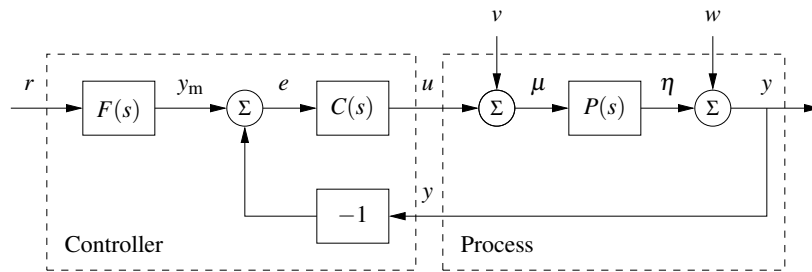 v
w
r
F(s)
y_m
Σ
e
C(s)
u
Σ
μ
P(s)
η
Σ
y
−1
y
Controller
Process